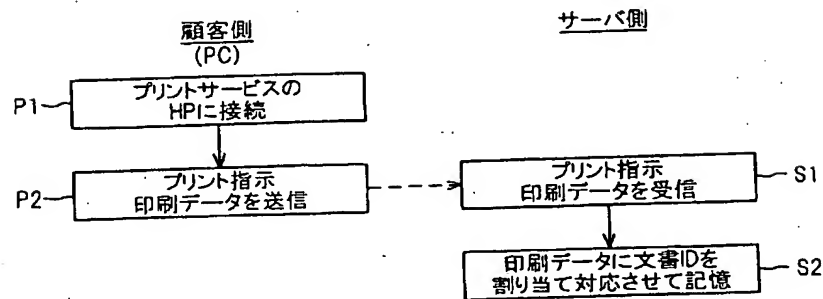 顧客側
(PC)
サーバ側
P1
プリントサービスの
HPに接続
P2
プリント指示
印刷データを送信
プリント指示
印刷データを受信
S1
印刷データに文書IDを
割り当て対応させて記憶
S2